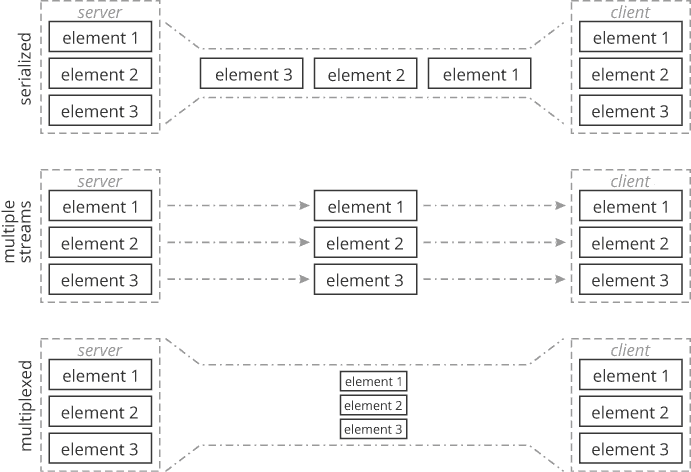 serialized
server
element 1
element 2
element 3
element 3
element 2
element 1
client
element 1
element 2
element 3
multiple
streams
server
element 1
element 2
element 3
element 1
element 2
element 3
client
element 1
element 2
element 3
multiplexed
server
element 1
element 2
element 3
element 1
element 2
element 3
client
element 1
element 2
element 3